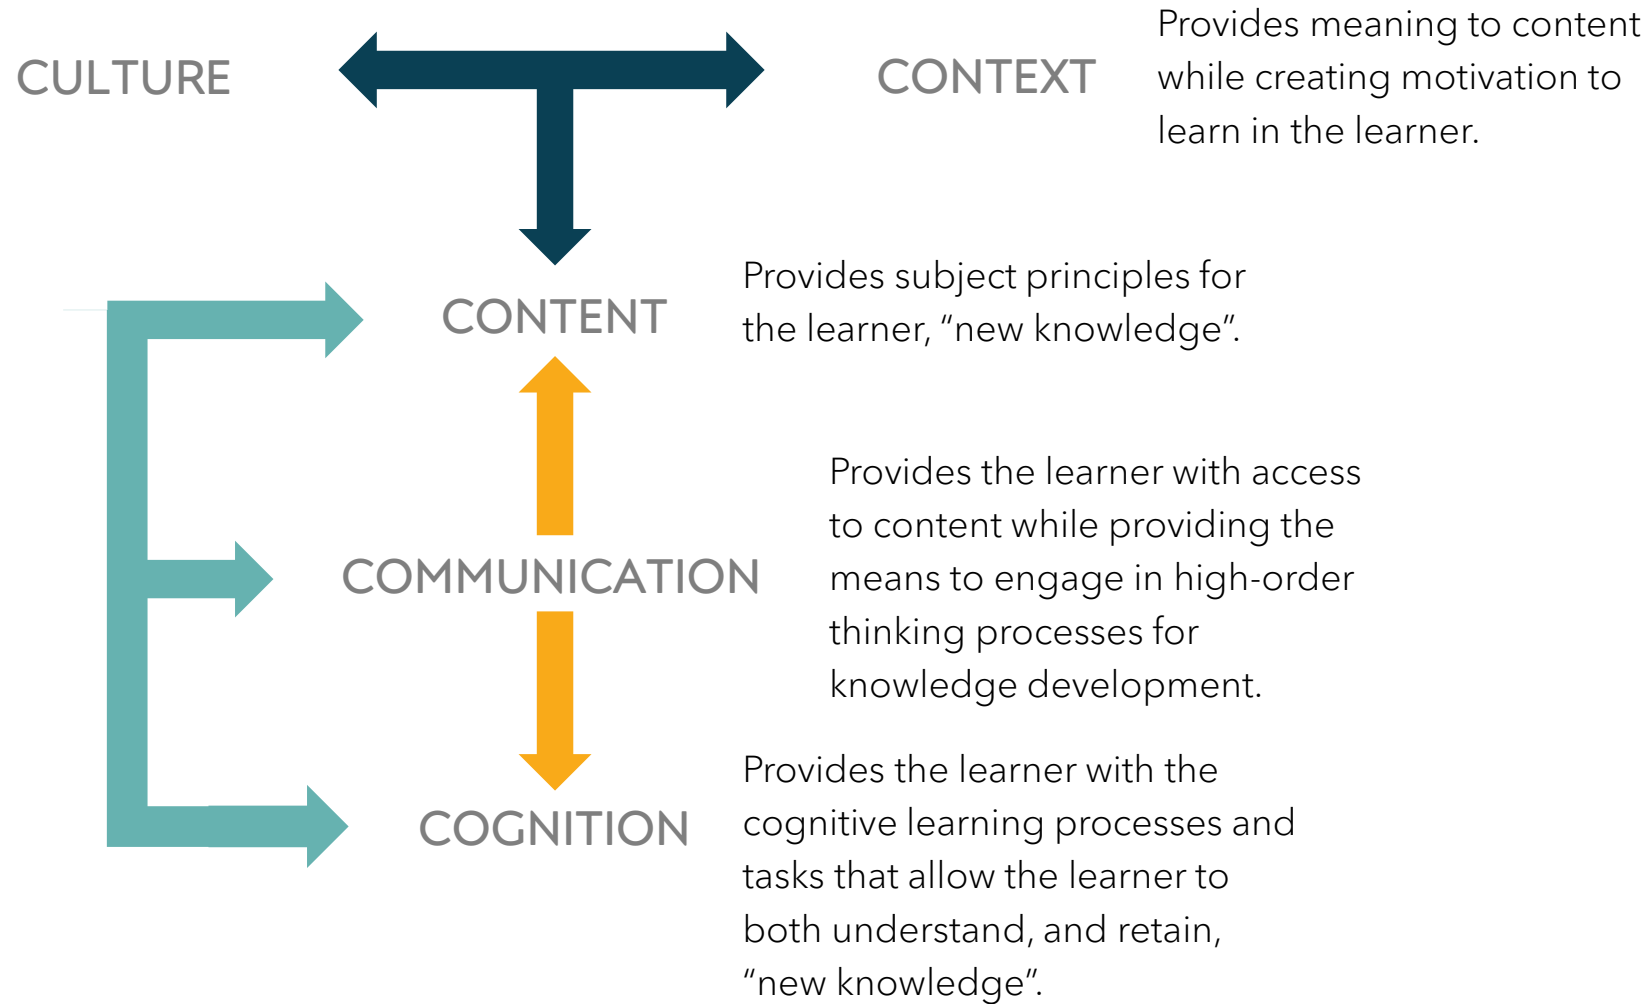 CULTURE
CONTEXT
Provides meaning to content
while creating motivation to
learn in the learner.
CONTENT
Provides subject principles for
the learner, “new knowledge”.
COMMUNICATION
Provides the learner with access
to content while providing the
means to engage in high-order
thinking processes for
knowledge development.
COGNITION
Provides the learner with the
cognitive learning processes and
tasks that allow the learner to
both understand, and retain,
“new knowledge”.